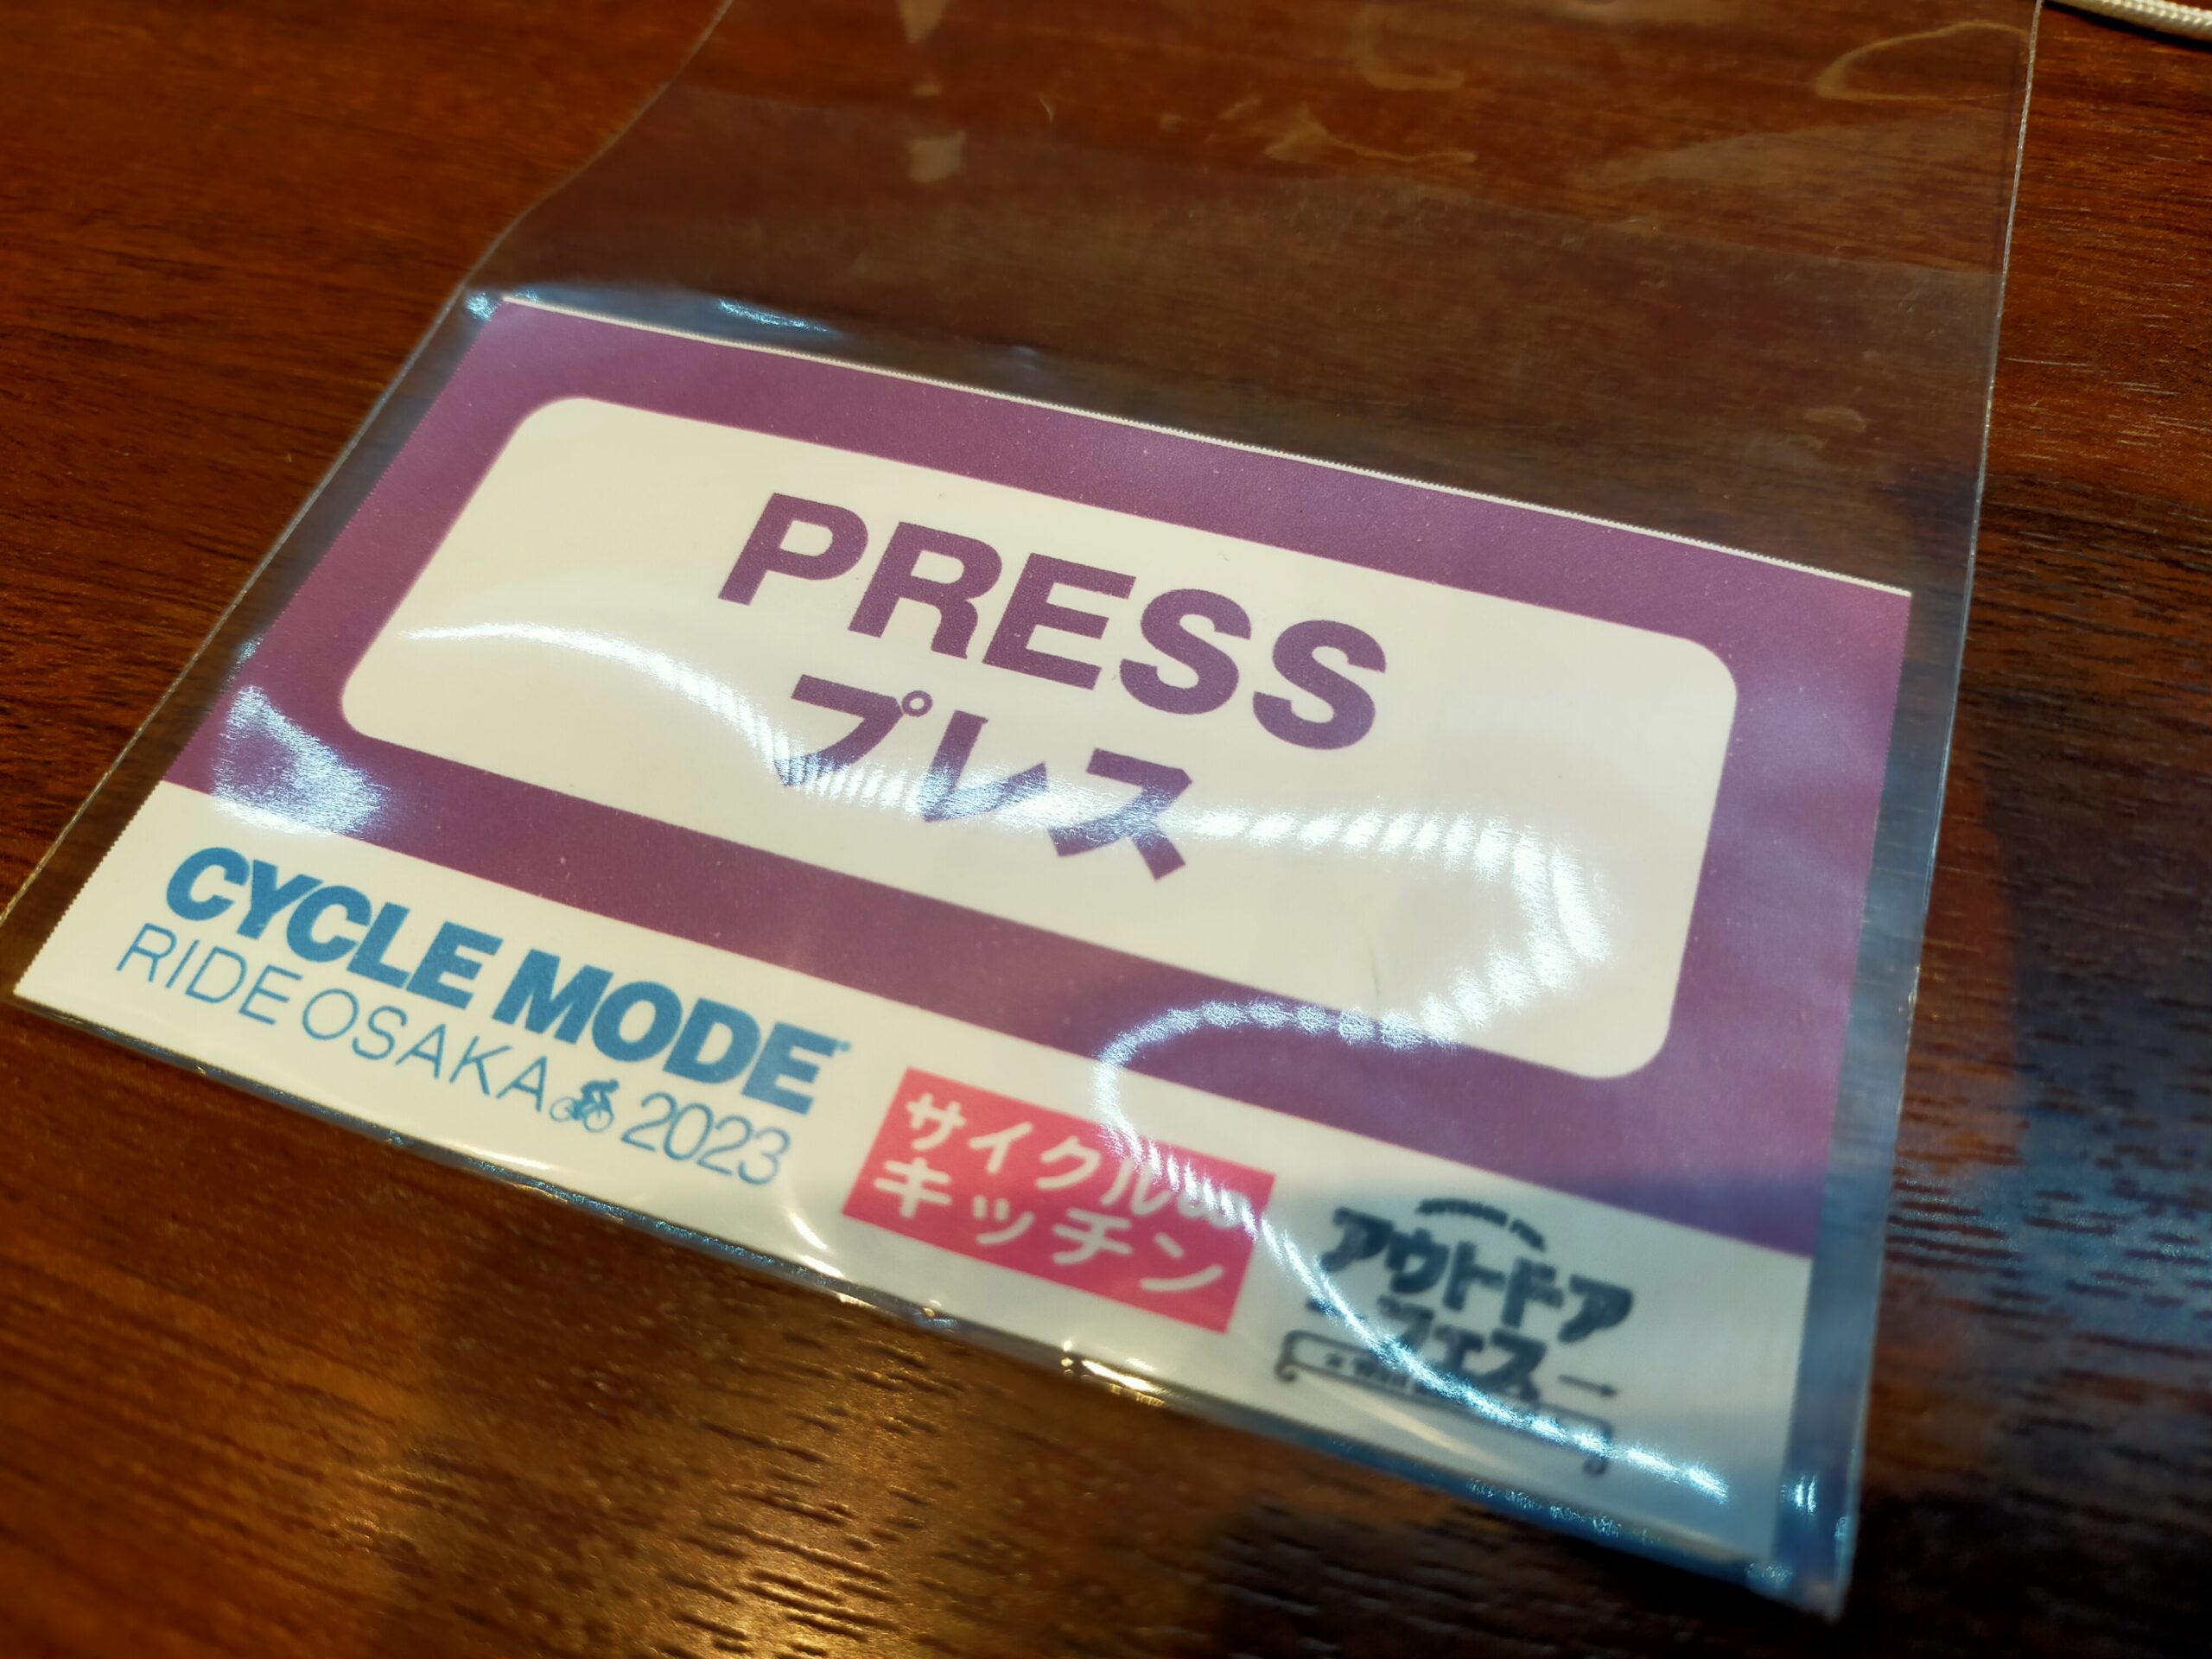 PRESS
プレス
CYCLE MODE
RIDE OSAKA 2023
サイクル
キッチン
アウトドア
フェス